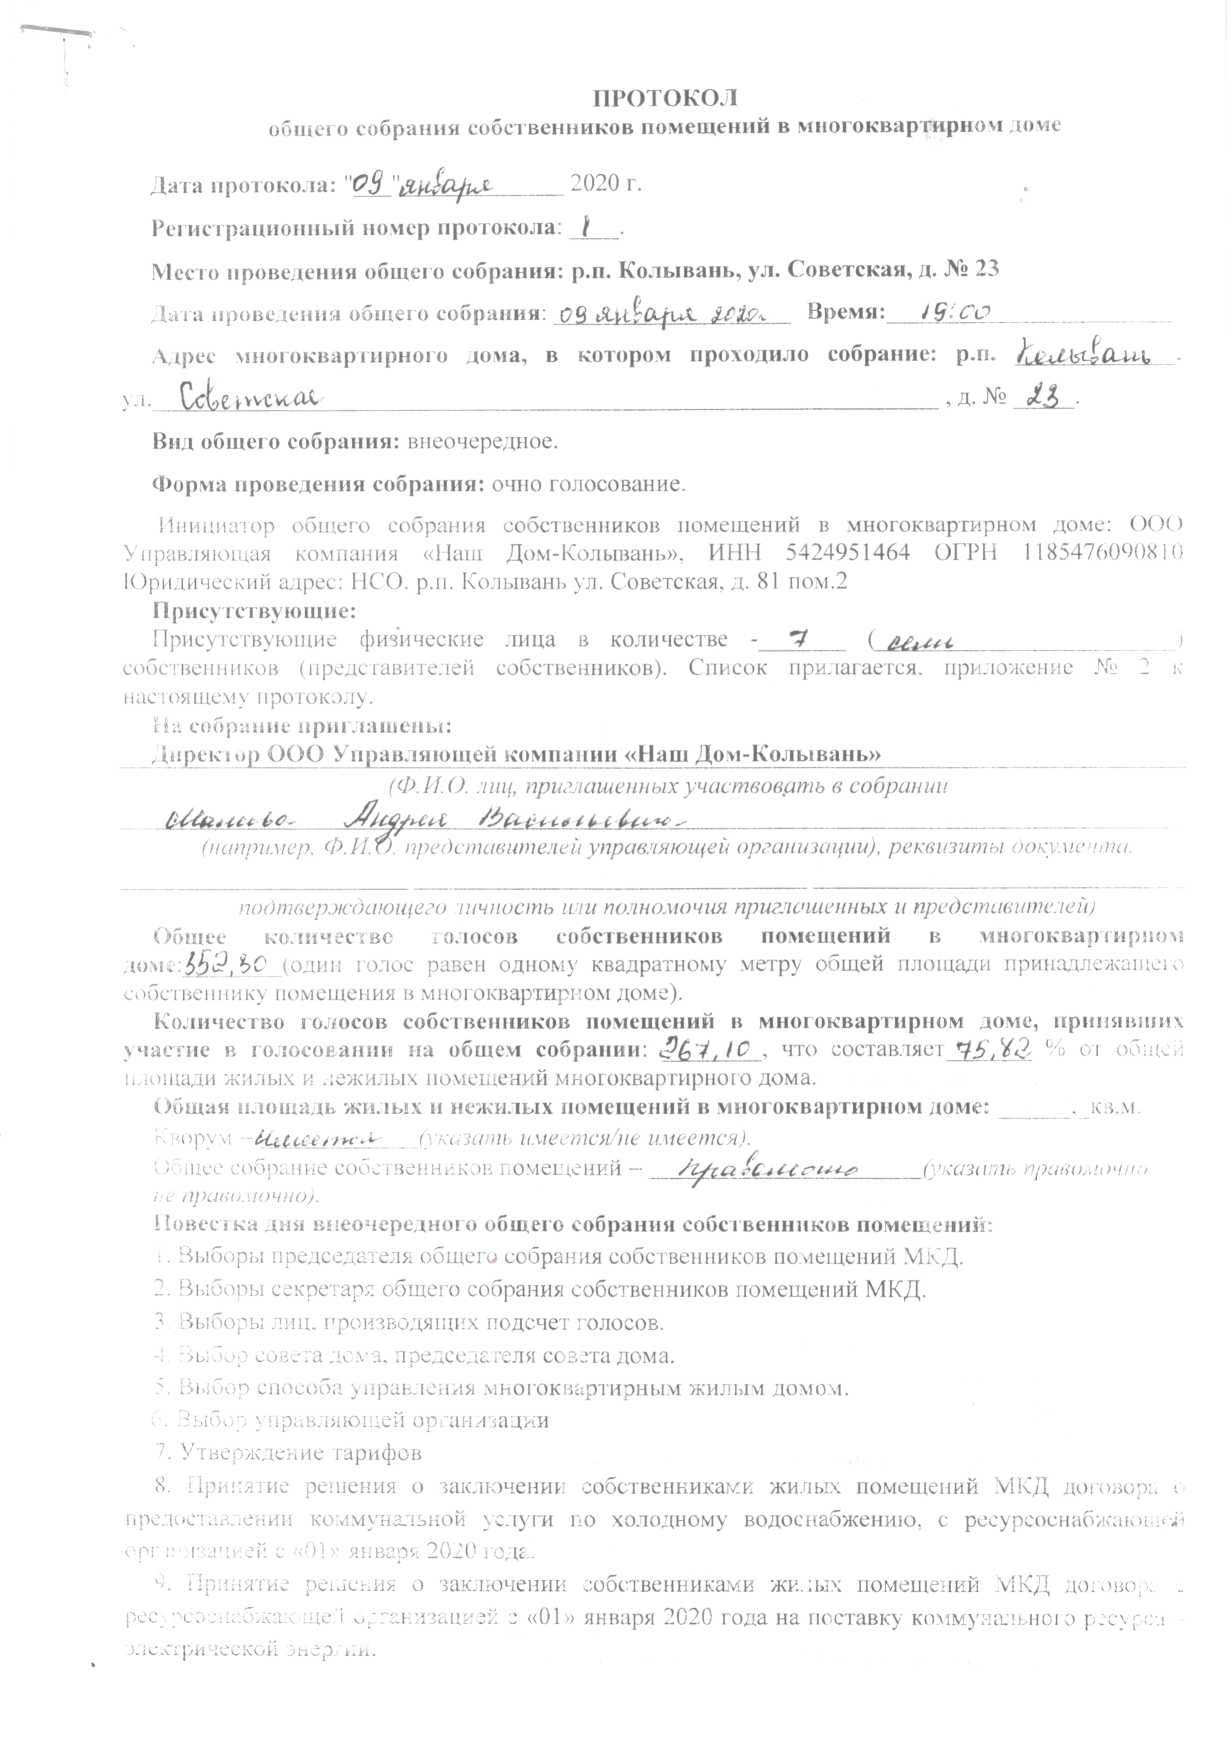 ПРОТОКОЛ
общего собрания собственников помещений в многоквартирном доме
Дата протокола: "09" января 2020 г.
Регистрационный номер протокола: 1.
Место проведения общего собрания: р.п. Колывань, ул. Советская, д. № 23
Дата проведения общего собрания: 09 января 2020г. Время: 19:00
Адрес многоквартирного дома, в котором проходило собрание: р.п. Колывань.
ул. Советская, д. № 23.
Вид общего собрания: внеочередное.
Форма проведения собрания: очно голосование.
Инициатор общего собрания собственников помещений в многоквартирном доме: ООО
Управляющая компания «Наш Дом-Колывань», ИНН 5424951464 ОГРН 1185476090810
Юридический адрес: НСО, р.п. Колывань ул. Советская, д. 81 пом.2
Присутствующие:
Присутствующие физические лица в количестве - 7 (семи)
собственников (представителей собственников). Список прилагается, приложение № 2 к
настоящему протоколу.
На собрание приглашены:
Директор ООО Управляющей компании «Наш Дом-Колывань»
(Ф.И.О. лиц, приглашенных участвовать в собрании
Андрея Васильевича
(например, Ф.И.О. представителей управляющей организации), реквизиты документа,
подтверждающего личность или полномочия приглашенных и представителей)
Общее количество голосов собственников помещений в многоквартирном
доме: 352,30 (один голос равен одному квадратному метру общей площади принадлежащего
собственнику помещения в многоквартирном доме).
Количество голосов собственников помещений в многоквартирном доме, принявших
участие в голосовании на общем собрании: 267,10, что составляет 75,82 % от общей
площади жилых и нежилых помещений многоквартирного дома.
Общая площадь жилых и нежилых помещений в многоквартирном доме: ______,_кв.м.
Кворум – имеется (указать имеется/не имеется).
Общее собрание собственников помещений – правомочно (указать правомочно
не правомочно).
Повестка дня внеочередного общего собрания собственников помещений:
1. Выборы председателя общего собрания собственников помещений МКД.
2. Выборы секретаря общего собрания собственников помещений МКД.
3. Выборы лиц, производящих подсчет голосов.
4. Выбор совета дома, председателя совета дома.
5. Выбор способа управления многоквартирным жилым домом.
6. Выбор управляющей организации
7. Утверждение тарифов
8. Принятие решения о заключении собственниками жилых помещений МКД договора о
предоставлении коммунальной услуги по холодному водоснабжению, с ресурсоснабжающей
организацией с «01» января 2020 года.
9. Принятие решения о заключении собственниками жилых помещений МКД договора с
ресурсоснабжающей организацией с «01» января 2020 года на поставку коммунального ресурса -
электрической энергии.